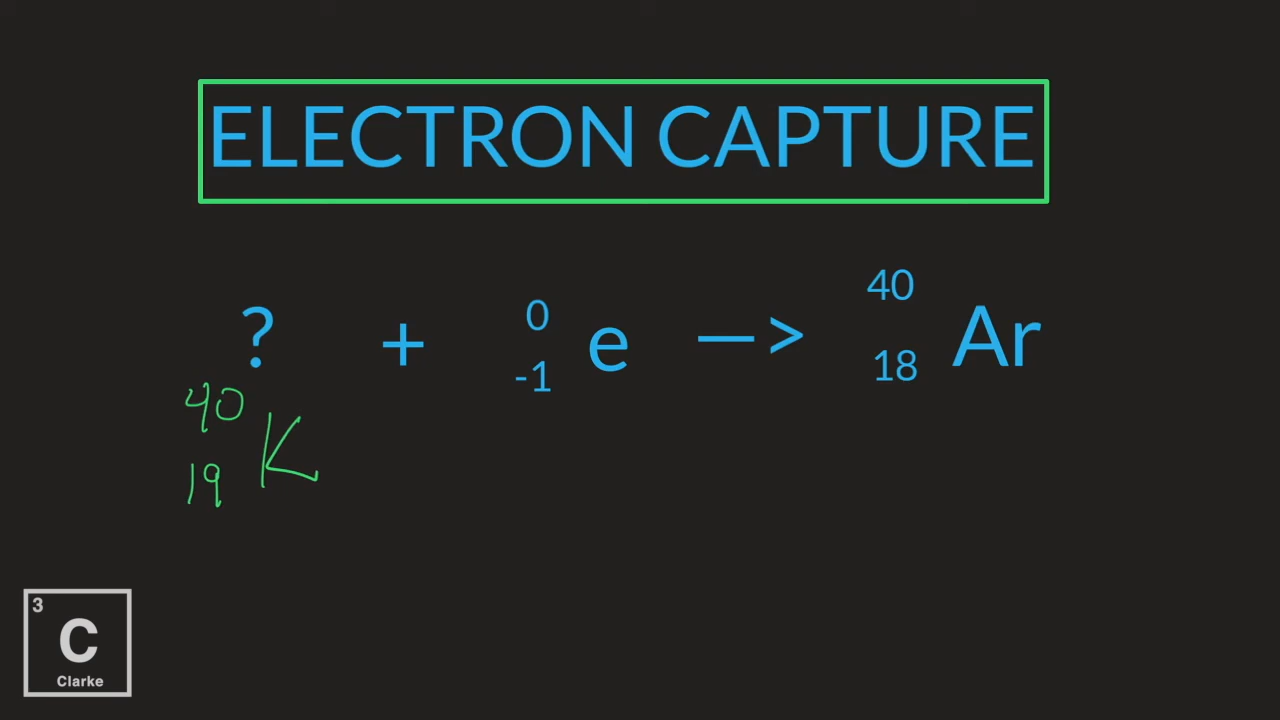 ELECTRON CAPTURE
? + 0 -1 e —> 40 18 Ar
40 19 K
3
C
Clarke